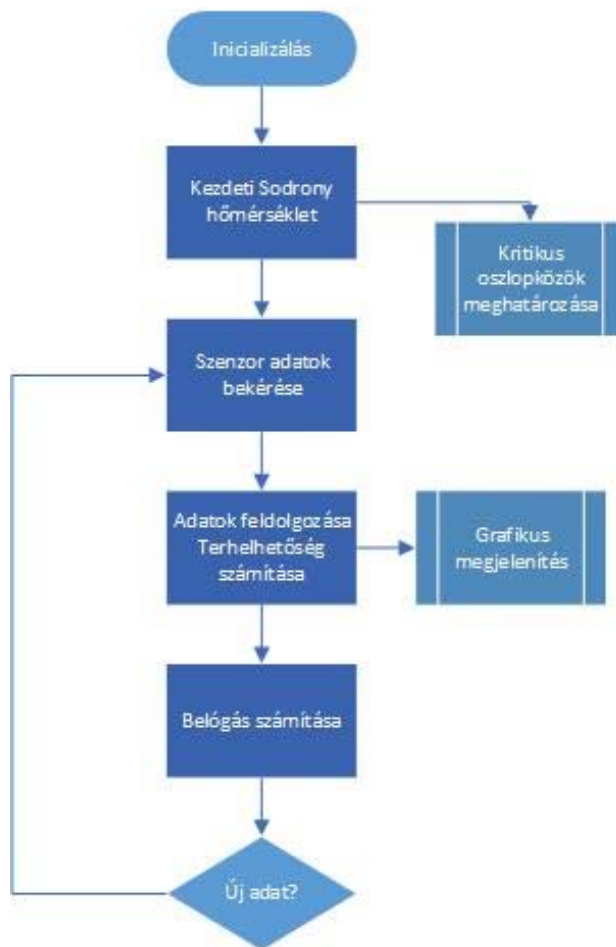 Inicializálás
Kezdeti Sodrony
hőmérséklet
Kritikus
oszlopközök
meghatározása
Szenzor adatok
bekérése
Adatok feldolgozása
Terhelhetőség
számítása
Grafikus
megjelenítés
Belógás számítása
Új adat?